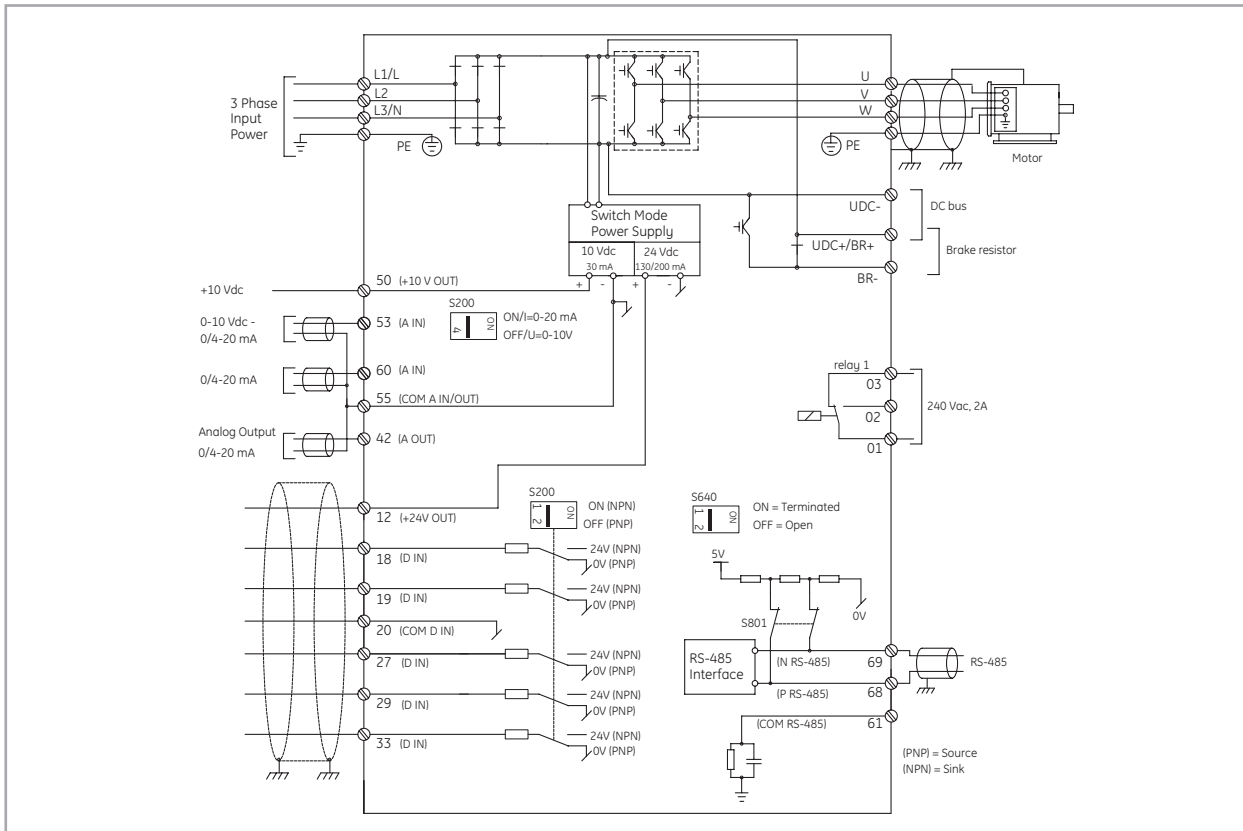 3 Phase
Input
Power
L1/L
L2
L3/N
PE
U
V
W
PE
Motor
UDC-
DC bus
UDC+/BR+
Brake resistor
BR-
Switch Mode
Power Supply
10 Vdc
24 Vdc
30 mA
130/200 mA
+ - + -
+10 Vdc
50 (+10 V OUT)
S200
ON
4
ON/I=0-20 mA
OFF/U=0-10V
0-10 Vdc -
0/4-20 mA
53 (A IN)
0/4-20 mA
60 (A IN)
55 (COM A IN/OUT)
Analog Output
0/4-20 mA
42 (A OUT)
relay 1
03
02
01
240 Vac, 2A
12 (+24V OUT)
S200
ON
1 2
ON (NPN)
OFF (PNP)
18 (D IN)
24V (NPN)
0V (PNP)
19 (D IN)
24V (NPN)
0V (PNP)
20 (COM D IN)
27 (D IN)
24V (NPN)
0V (PNP)
29 (D IN)
24V (NPN)
0V (PNP)
33 (D IN)
24V (NPN)
0V (PNP)
S640
ON
1 2
ON = Terminated
OFF = Open
5V
0V
S801
RS-485
Interface
(N RS-485)
69
RS-485
(P RS-485)
68
(COM RS-485)
61
(PNP) = Source
(NPN) = Sink